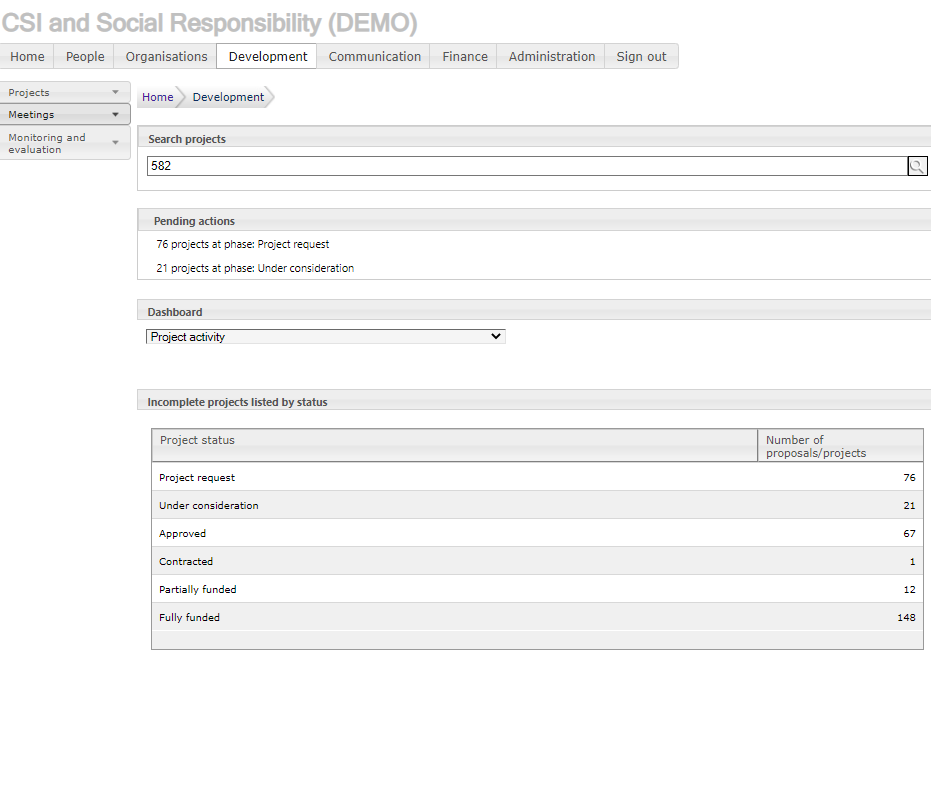 CSI and Social Responsibility (DEMO)
Home People Organisations Development Communication Finance Administration Sign out
Projects
Meetings
Monitoring and
evaluation
Home Development
Search projects
582
Pending actions
76 projects at phase: Project request
21 projects at phase: Under consideration
Dashboard
Project activity
Incomplete projects listed by status
Project status Number of
proposals/projects
Project request 76
Under consideration 21
Approved 67
Contracted 1
Partially funded 12
Fully funded 148